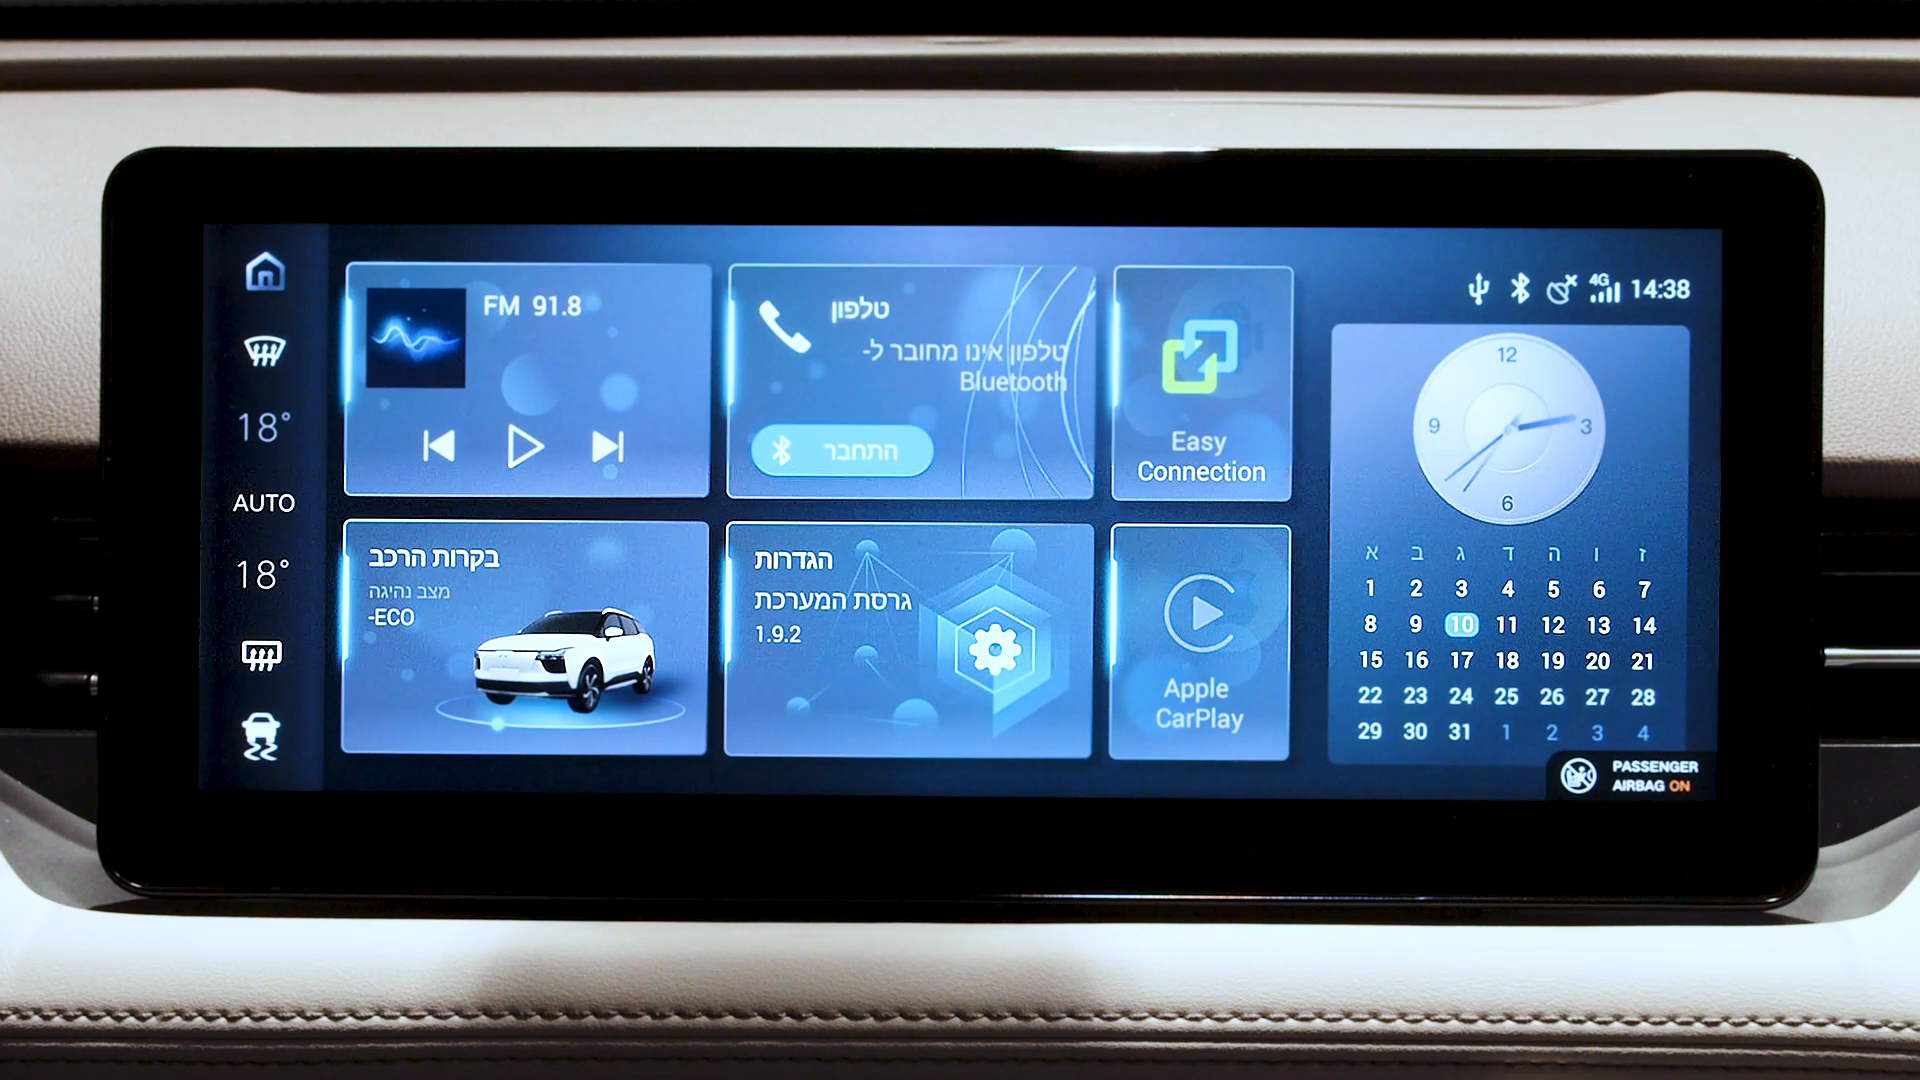 18°
AUTO
18°
FM 91.8
טלפון
טלפון אינו מחובר ל-
Bluetooth
התחבר
Easy
Connection
בקרות הרכב
מצב נהיגה
-ECO
הגדרות
גרסת המערכת
1.9.2
Apple
CarPlay
4G 14:38
12
9 3
6
א ב ג ד ה ו ז
1 2 3 4 5 6 7
8 9 10 11 12 13 14
15 16 17 18 19 20 21
22 23 24 25 26 27 28
29 30 31 1 2 3 4
PASSENGER
AIRBAG ON